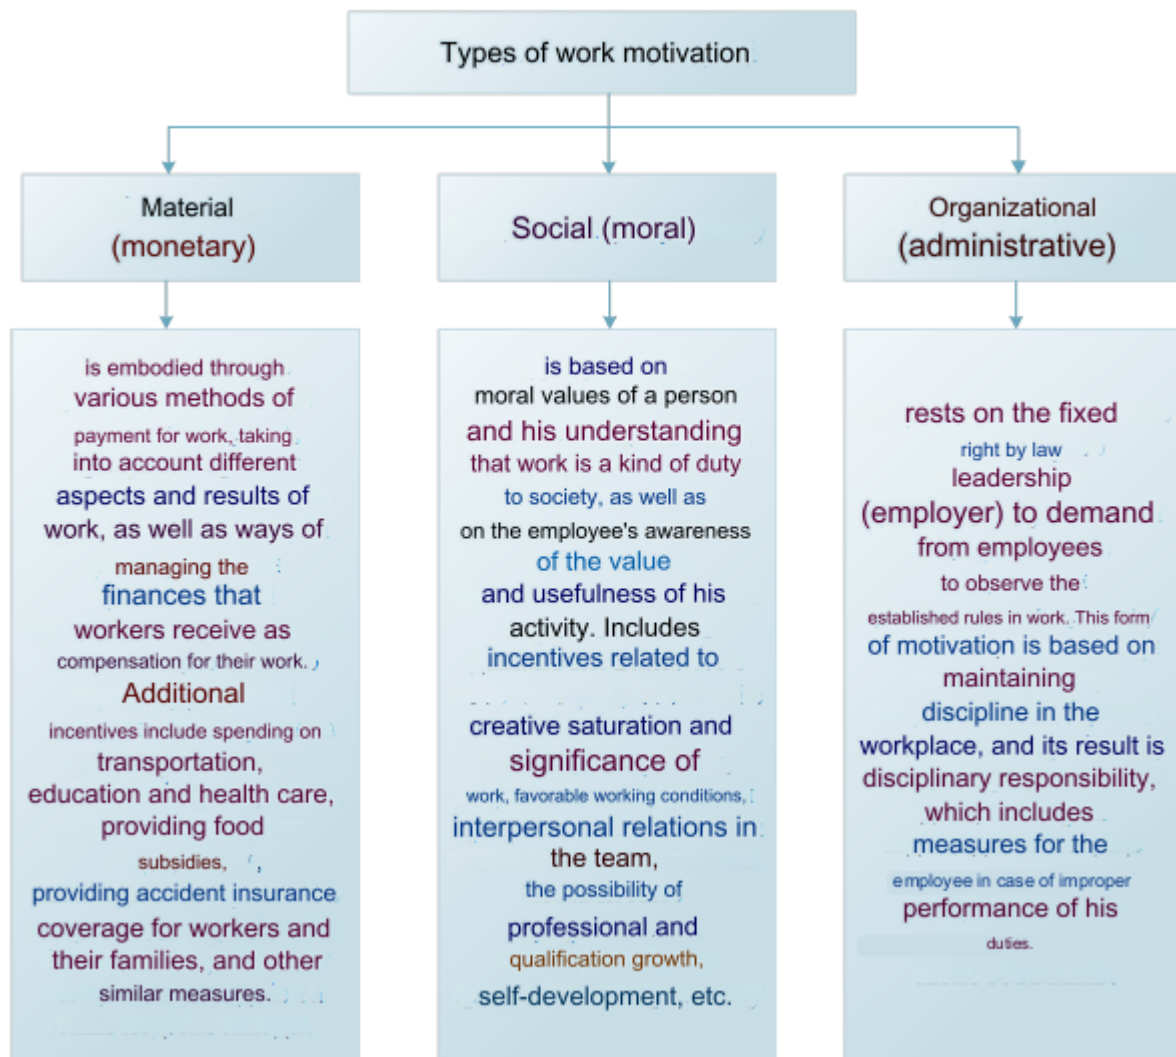 Types of work motivation
Material
(monetary)
Social (moral)
Organizational
(administrative)
is embodied through
various methods of
payment for work, taking
into account different
aspects and results of
work, as well as ways of
managing the
finances that
workers receive as
compensation for their work.
Additional
incentives include spending on
transportation,
education and health care,
providing food
subsidies,
providing accident insurance
coverage for workers and
their families, and other
similar measures.
is based on
moral values of a person
and his understanding
that work is a kind of duty
to society, as well as
on the employee's awareness
of the value
and usefulness of his
activity. Includes
incentives related to
creative saturation and
significance of
work, favorable working conditions,
interpersonal relations in
the team,
the possibility of
professional and
qualification growth,
self-development, etc.
rests on the fixed
right by law
leadership
(employer) to demand
from employees
to observe the
established rules in work. This form
of motivation is based on
maintaining
discipline in the
workplace, and its result is
disciplinary responsibility,
which includes
measures for the
employee in case of improper
performance of his
duties.